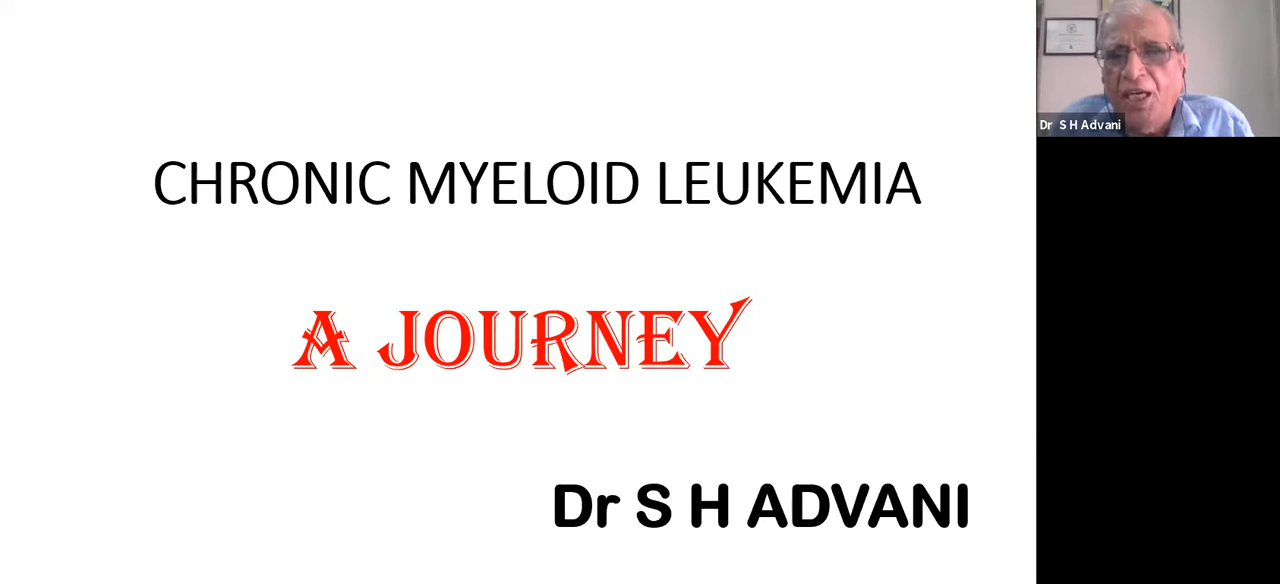 CHRONIC MYELOID LEUKEMIA
A JOURNEY
Dr S H ADVANI
Dr S H Advani